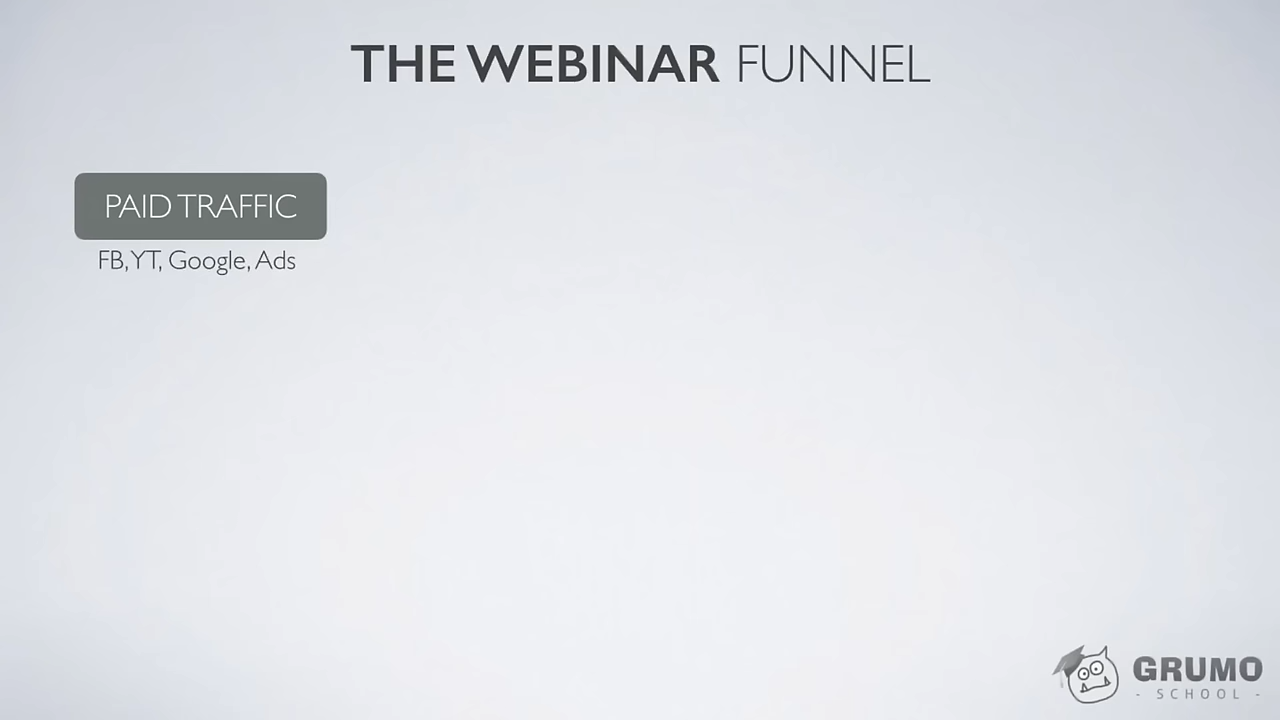 THE WEBINAR FUNNEL
PAID TRAFFIC
FB, YT, Google, Ads
GRUMO
- SCHOOL -